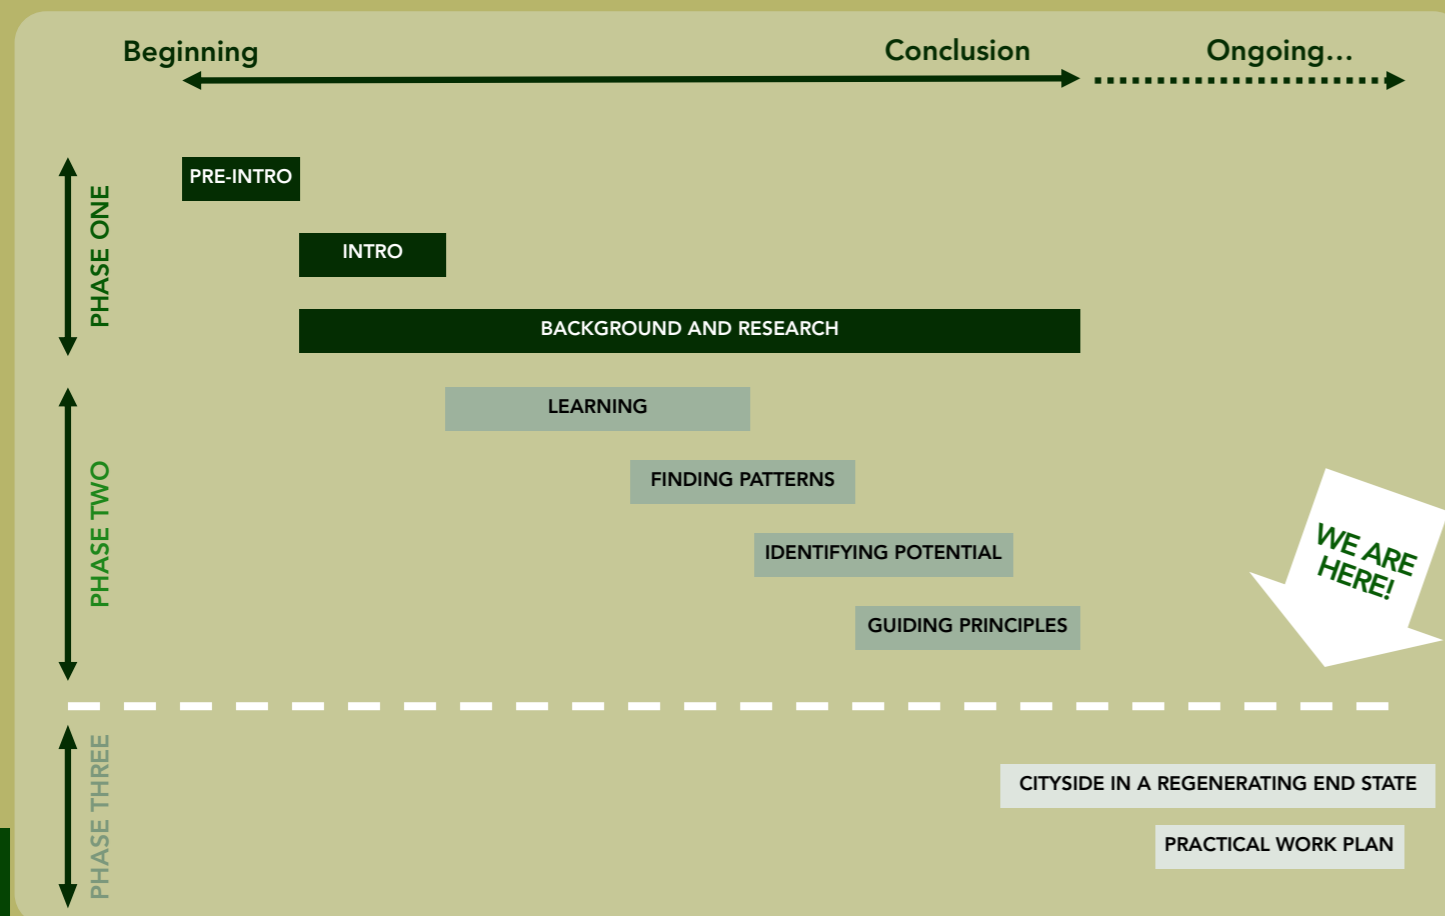 Beginning
Conclusion
Ongoing...
PHASE ONE
PRE-INTRO
INTRO
BACKGROUND AND RESEARCH
PHASE TWO
LEARNING
FINDING PATTERNS
IDENTIFYING POTENTIAL
GUIDING PRINCIPLES
WE ARE
HERE!
PHASE THREE
CITYSIDE IN A REGENERATING END STATE
PRACTICAL WORK PLAN